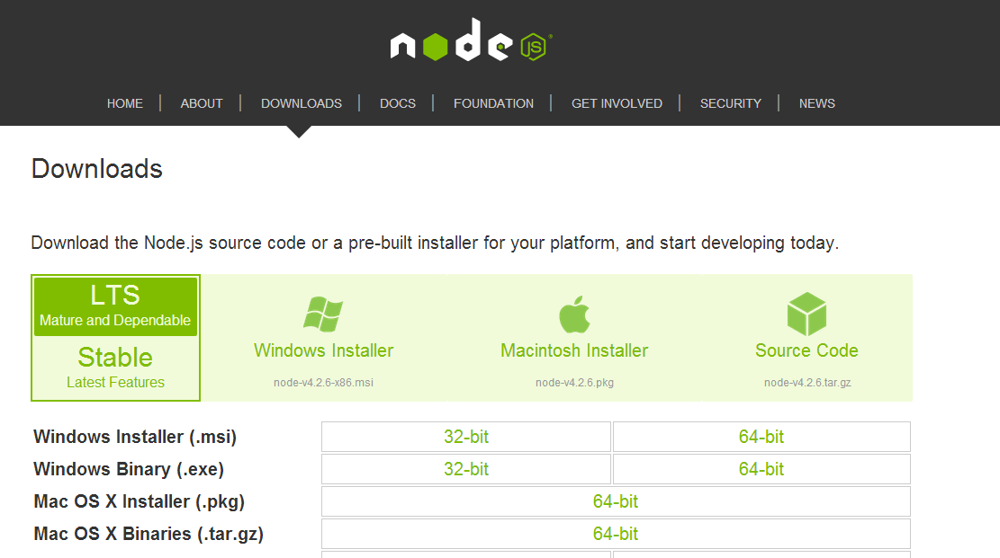 node JS
HOME | ABOUT | DOWNLOADS | DOCS | FOUNDATION | GET INVOLVED | SECURITY | NEWS
Downloads
Download the Node.js source code or a pre-built installer for your platform, and start developing today.
LTS
Mature and Dependable
Stable
Latest Features
Windows Installer
node-v4.2.6-x86.msi
Macintosh Installer
node-v4.2.6.pkg
Source Code
node-v4.2.6.tar.gz
Windows Installer (.msi) 32-bit 64-bit
Windows Binary (.exe) 32-bit 64-bit
Mac OS X Installer (.pkg) 64-bit
Mac OS X Binaries (.tar.gz) 64-bit